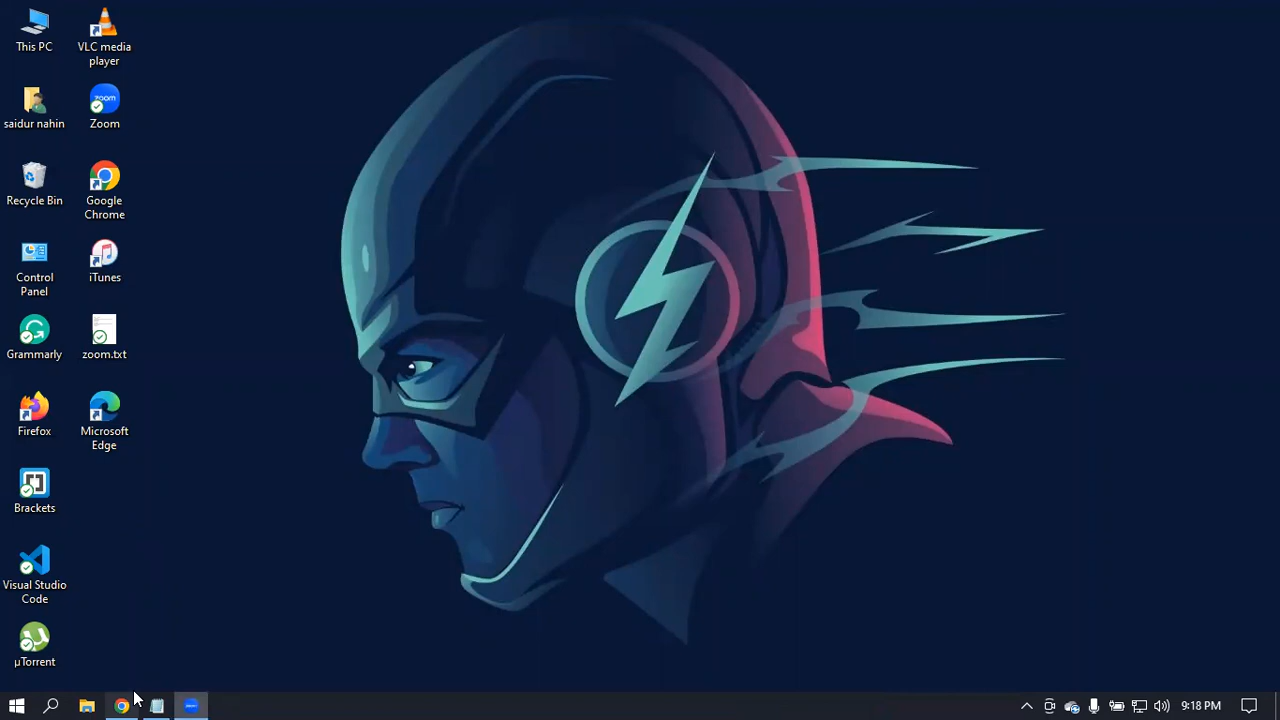 This PC
VLC media
player
saidur nahin
zoom
Zoom
Recycle Bin
Google
Chrome
Control
Panel
iTunes
Grammarly
zoom.txt
Firefox
Microsoft
Edge
Brackets
Visual Studio
Code
µTorrent
9:18 PM